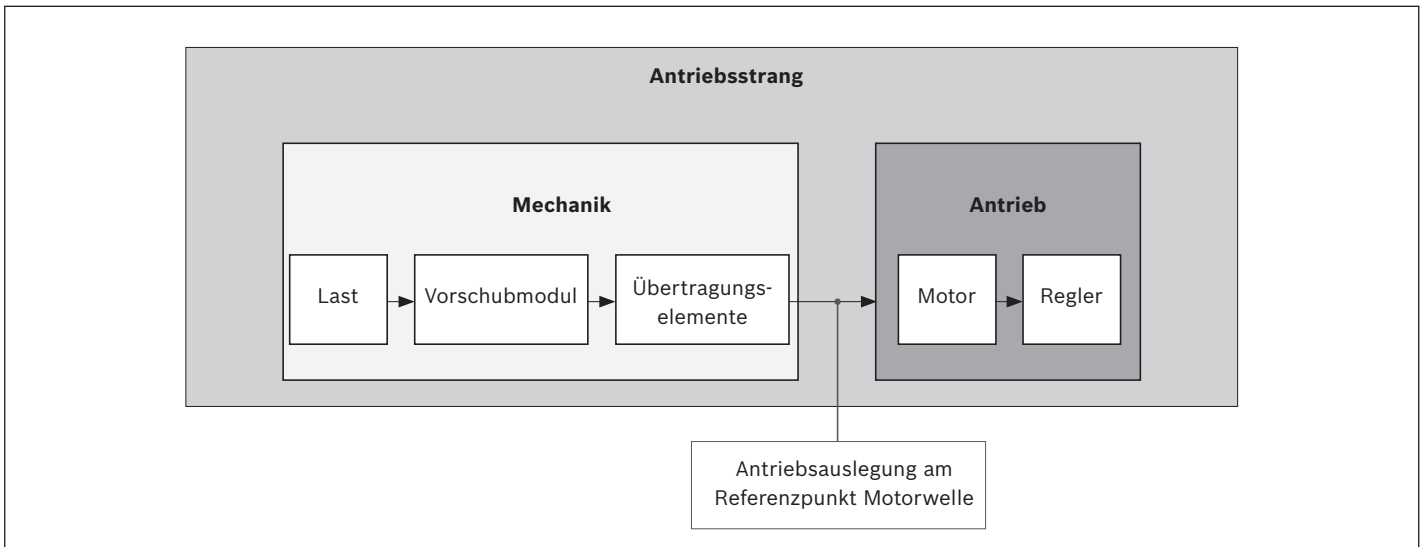 Antriebsstrang
Mechanik
Antrieb
Last
Vorschubmodul
Übertragungs-
elemente
Motor
Regler
Antriebsauslegung am
Referenzpunkt Motorwelle